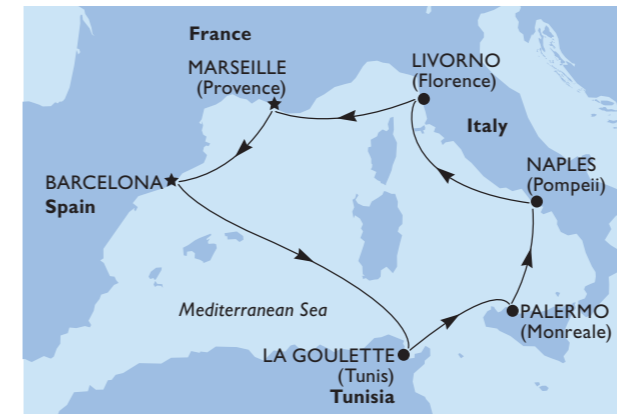 France
MARSEILLE
(Provence)
LIVORNO
(Florence)
Italy
NAPLES
(Pompeii)
BARCELONA
Spain
Mediterranean Sea
PALERMO
(Monreale)
LA GOULETTE
(Tunis)
Tunisia